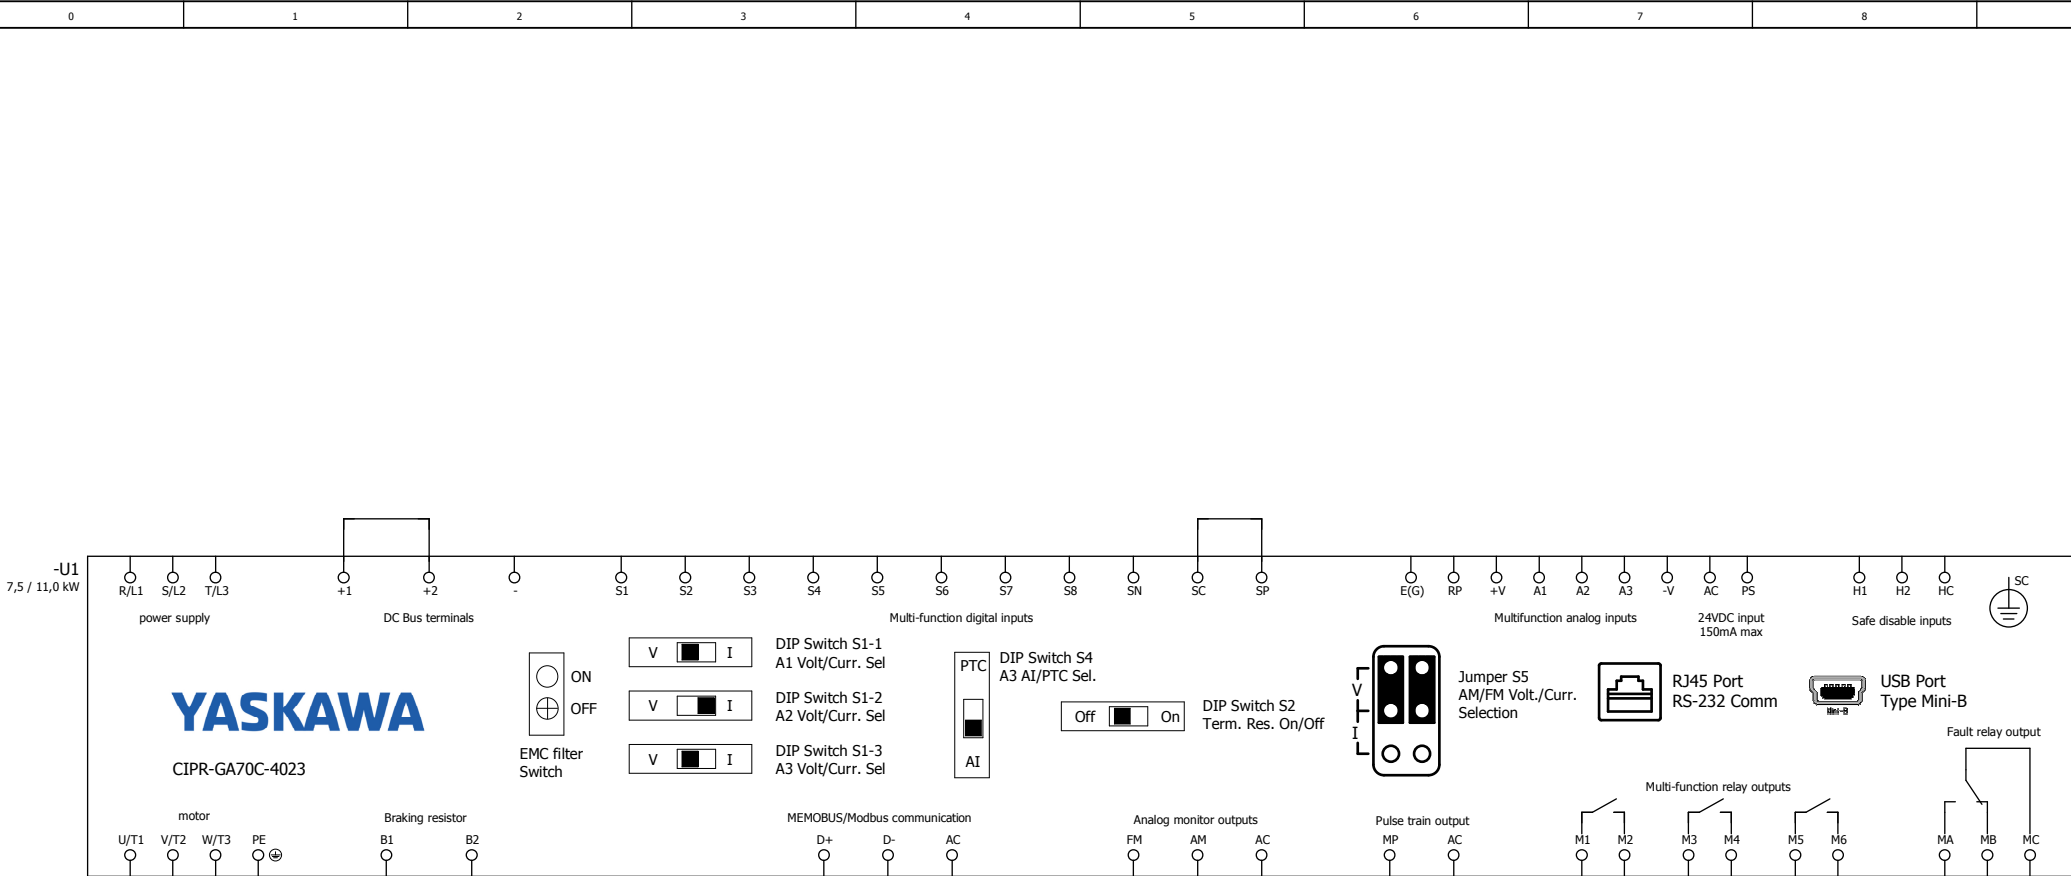 0 1 2 3 4 5 6 7 8
-U1
7,5 / 11,0 kW
R/L1 S/L2 T/L3 +1 +2 - S1 S2 S3 S4 S5 S6 S7 S8 SN SC SP E(G) RP +V A1 A2 A3 -V AC PS H1 H2 HC SC
power supply DC Bus terminals Multi-function digital inputs Multifunction analog inputs 24VDC input Safe disable inputs
150mA max
ON
OFF
EMC filter
Switch
V I DIP Switch S1-1
A1 Volt/Curr. Sel
V I DIP Switch S1-2
A2 Volt/Curr. Sel
V I DIP Switch S1-3
A3 Volt/Curr. Sel
PTC
AI
DIP Switch S4
A3 AI/PTC Sel.
Off On
DIP Switch S2
Term. Res. On/Off
V
I
Jumper S5
AM/FM Volt./Curr.
Selection
RJ45 Port
RS-232 Comm
Mini-B
USB Port
Type Mini-B
YASKAWA
CIPR-GA70C-4023
Fault relay output
Multi-function relay outputs
motor Braking resistor MEMOBUS/Modbus communication Analog monitor outputs Pulse train output
U/T1 V/T2 W/T3 PE B1 B2 D+ D- AC FM AM AC MP AC M1 M2 M3 M4 M5 M6 MA MB MC